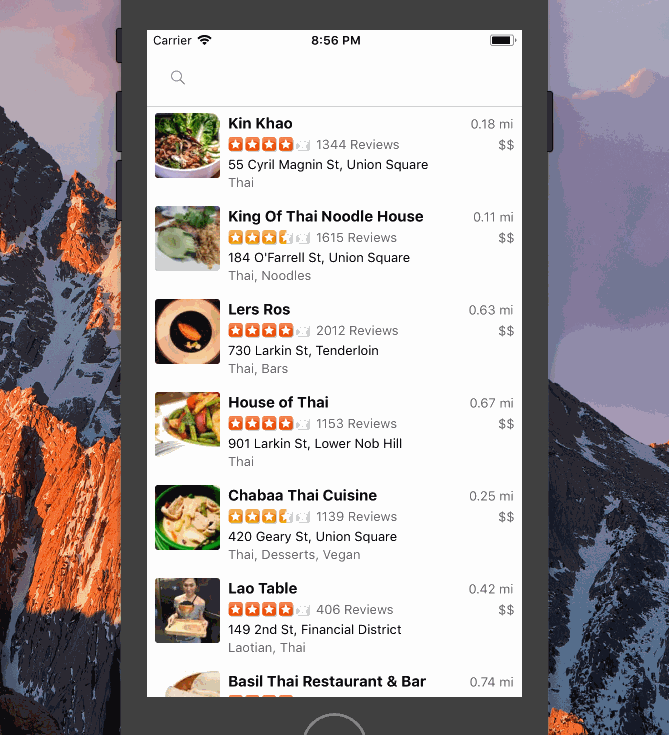 Carrier 8:56 PM
Kin Khao 0.18 mi
1344 Reviews $$
55 Cyril Magnin St, Union Square
Thai
King Of Thai Noodle House 0.11 mi
1615 Reviews $$
184 O'Farrell St, Union Square
Thai, Noodles
Lers Ros 0.63 mi
2012 Reviews $$
730 Larkin St, Tenderloin
Thai, Bars
House of Thai 0.67 mi
1153 Reviews $$
901 Larkin St, Lower Nob Hill
Thai
Chabaa Thai Cuisine 0.25 mi
1139 Reviews $$
420 Geary St, Union Square
Thai, Desserts, Vegan
Lao Table 0.42 mi
406 Reviews $$
149 2nd St, Financial District
Laotian, Thai
Basil Thai Restaurant & Bar 0.74 mi